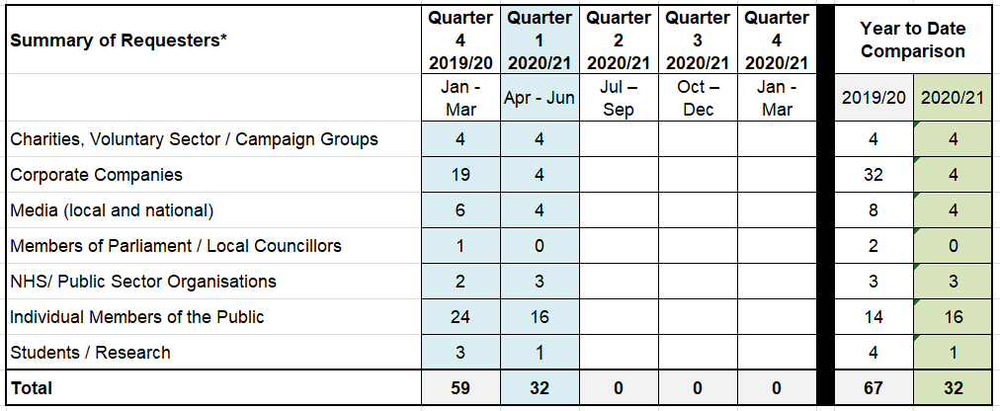 Summary of Requesters* Quarter 4 2019/20 Quarter 1 2020/21 Quarter 2 2020/21 Quarter 3 2020/21 Quarter 4 2020/21 Year to Date Comparison
Jan - Mar Apr - Jun Jul – Sep Oct – Dec Jan - Mar 2019/20 2020/21
Charities, Voluntary Sector / Campaign Groups 4 4 4 4
Corporate Companies 19 4 32 4
Media (local and national) 6 4 8 4
Members of Parliament / Local Councillors 1 0 2 0
NHS/ Public Sector Organisations 2 3 3 3
Individual Members of the Public 24 16 14 16
Students / Research 3 1 4 1
Total 59 32 0 0 0 67 32